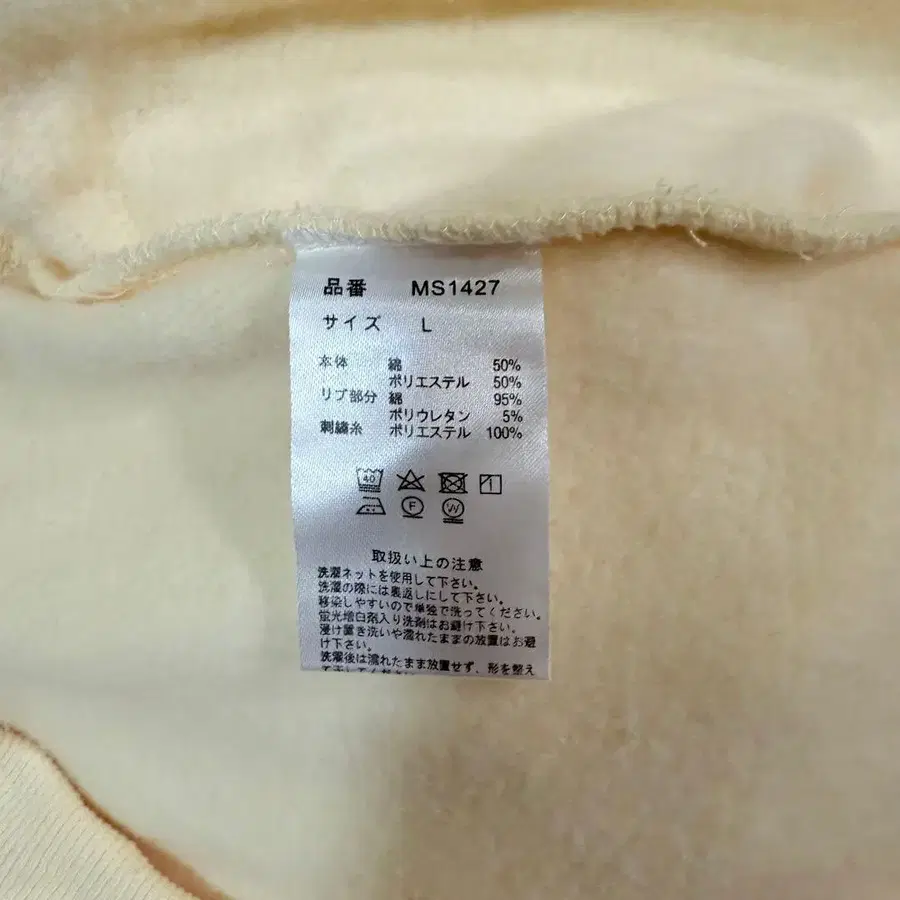 品番 MS1427
サイズ L
本体 綿 50%
ポリエステル 50%
リブ部分 綿 95%
ポリウレタン 5%
刺繍糸 ポリエステル 100%
40
F W
取扱い上の注意
洗濯ネットを使用して下さい。
洗濯の際には裏返しにして下さい。
移染しやすいので単独で洗ってください。
蛍光増白剤入り洗剤はお避け下さい。
浸け置き洗いや濡れたままの放置はお避
け下さい。
洗濯後は濡れたまま放置せず、形を整え